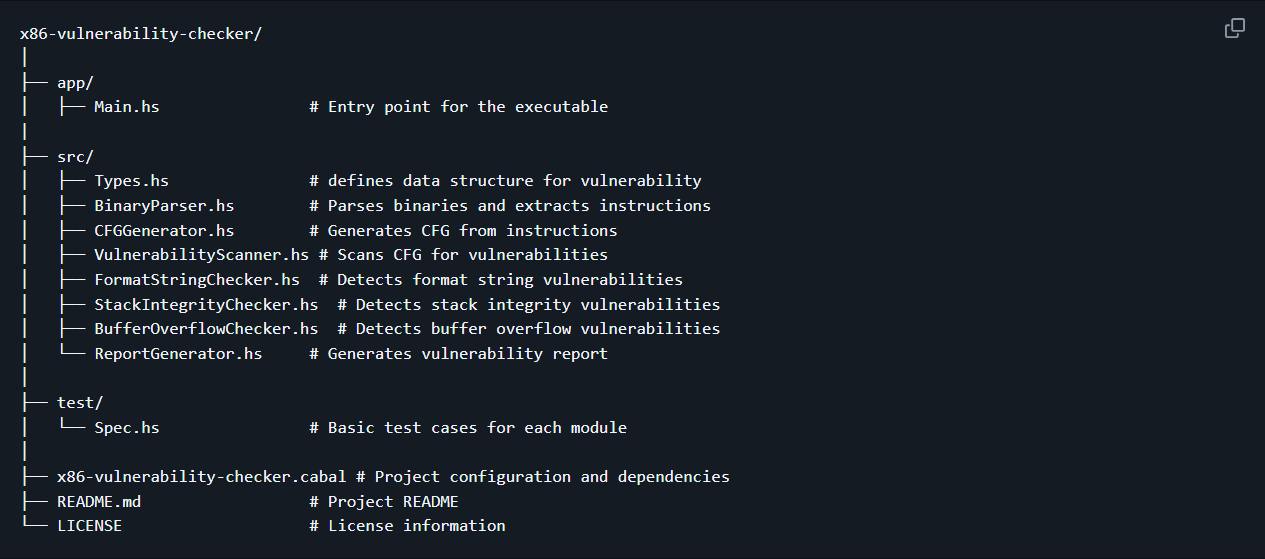 x86-vulnerability-checker/
│
├── app/
│   ├── Main.hs                # Entry point for the executable
│
├── src/
│   ├── Types.hs               # defines data structure for vulnerability
│   ├── BinaryParser.hs        # Parses binaries and extracts instructions
│   ├── CFGGenerator.hs        # Generates CFG from instructions
│   ├── VulnerabilityScanner.hs # Scans CFG for vulnerabilities
│   ├── FormatStringChecker.hs  # Detects format string vulnerabilities
│   ├── StackIntegrityChecker.hs  # Detects stack integrity vulnerabilities
│   ├── BufferOverflowChecker.hs  # Detects buffer overflow vulnerabilities
│   └── ReportGenerator.hs     # Generates vulnerability report
│
├── test/
│   └── Spec.hs                # Basic test cases for each module
│
├── x86-vulnerability-checker.cabal # Project configuration and dependencies
├── README.md                  # Project README
└── LICENSE                    # License information